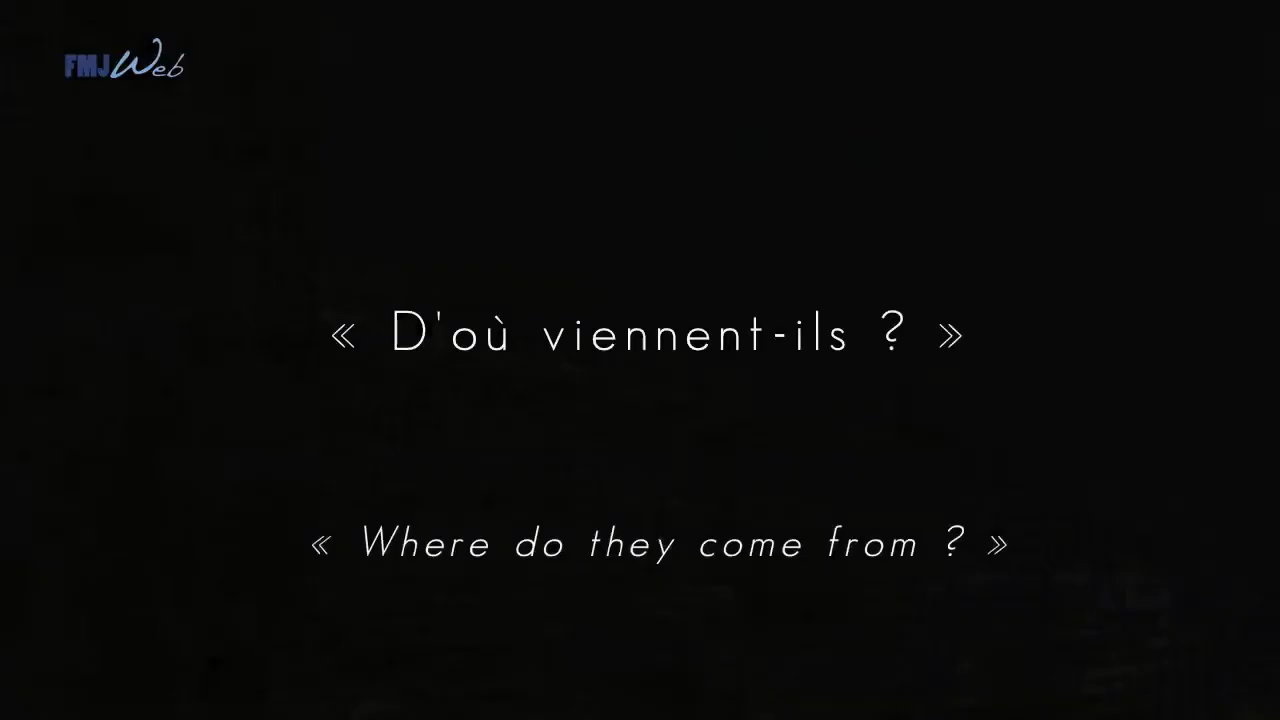 FMJWeb
« D'où viennent-ils ? »
« Where do they come from ? »